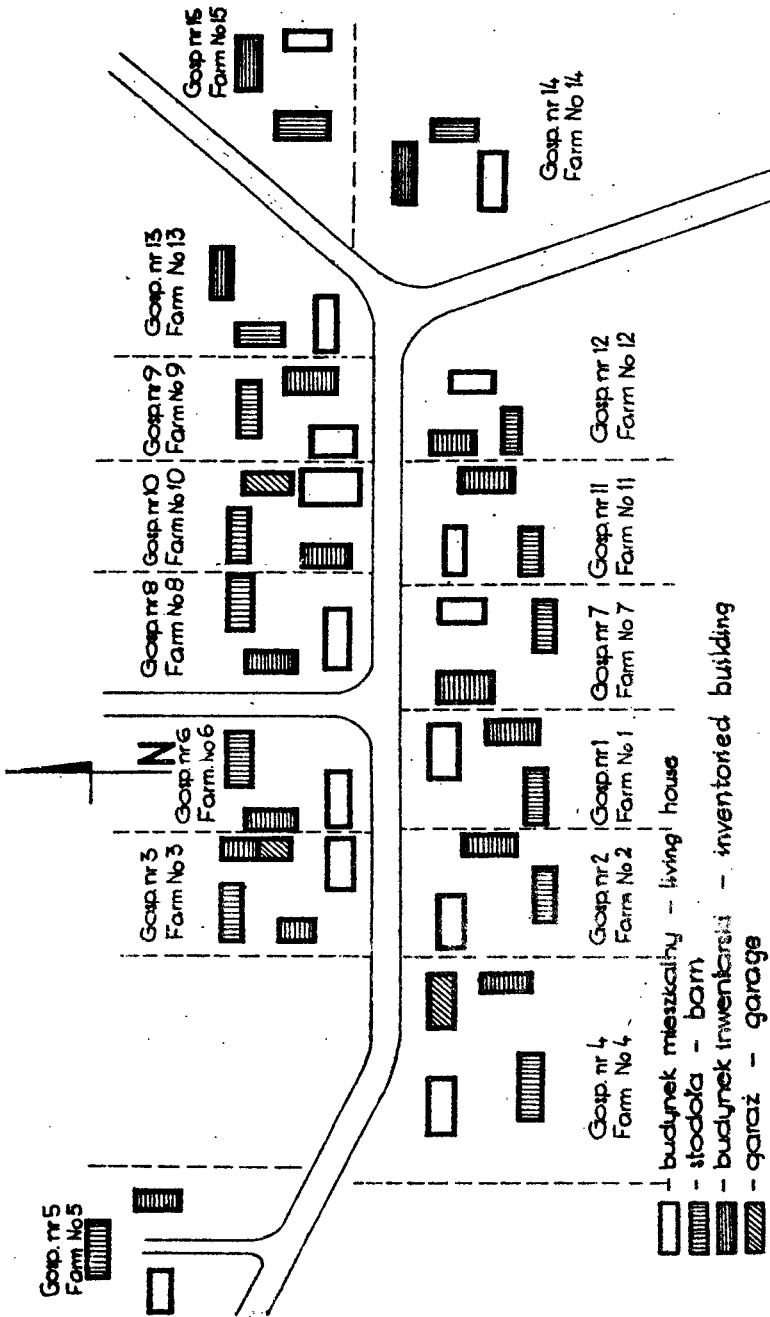 Gosp. nr 5
Farm No 5
Gosp. nr 3
Farm No 3
Gosp. nr 6
Farm. No 6
N
Gosp. nr 8
Farm No 8
Gosp. nr 10
Farm No 10
Gosp. nr 9
Farm No 9
Gosp. nr 13
Farm No 13
Gosp. nr 15
Farm No 15
Gosp. nr 4
Farm No 4
Gosp. nr 2
Farm No 2
Gosp. nr 1
Farm No 1
Gosp. nr 7
Farm No 7
Gosp. nr 11
Farm No 11
Gosp. nr 12
Farm No 12
Gosp. nr 14
Farm No 14
- budynek mieszkalny - living house
- stodoła - barn
- budynek inwentarski - inventoried building
- garaż - garage